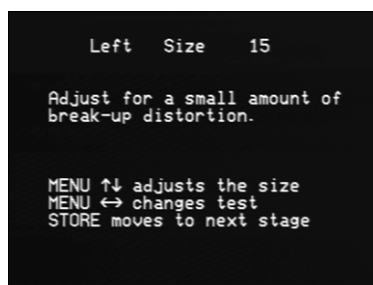 Left Size 15
Adjust for a small amount of
break-up distortion.
MENU ↑↓ adjusts the size
MENU ↔ changes test
STORE moves to next stage